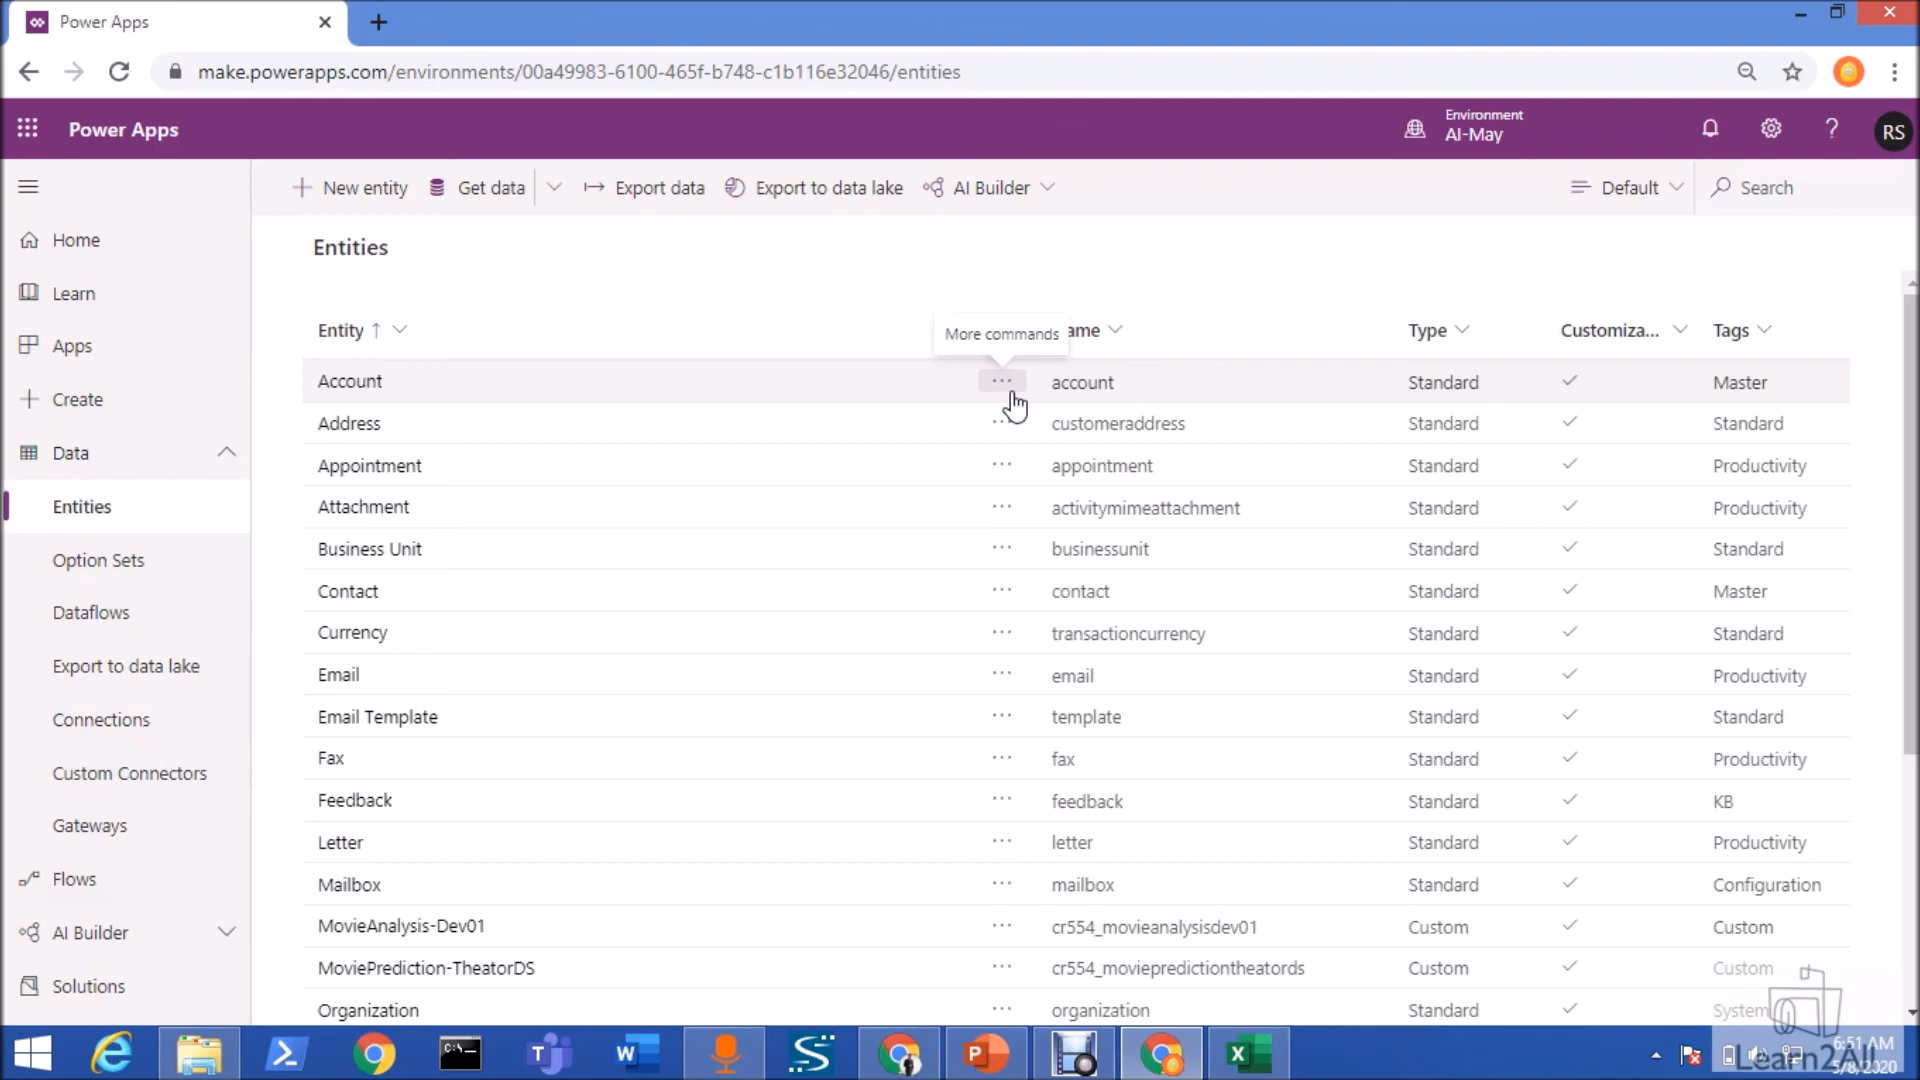 Power Apps
make.powerapps.com/environments/00a49983-6100-465f-b748-c1b116e32046/entities
Power Apps
Environment
AI-May
RS
New entity
Get data
Export data
Export to data lake
AI Builder
Default
Search
Home
Learn
Apps
Create
Data
Entities
Option Sets
Dataflows
Export to data lake
Connections
Custom Connectors
Gateways
Flows
AI Builder
Solutions
Entities
More commands
Entity ame Type Customiza... Tags
Account ... account Standard Master
Address ... customeraddress Standard Standard
Appointment ... appointment Standard Productivity
Attachment ... activitymimeattachment Standard Productivity
Business Unit ... businessunit Standard Standard
Contact ... contact Standard Master
Currency ... transactioncurrency Standard Standard
Email ... email Standard Productivity
Email Template ... template Standard Standard
Fax ... fax Standard Productivity
Feedback ... feedback Standard KB
Letter ... letter Standard Productivity
Mailbox ... mailbox Standard Configuration
MovieAnalysis-Dev01 ... cr554_movieanalysisdev01 Custom Custom
MoviePrediction-TheatorDS ... cr554_moviepredictiontheatords Custom Custom
Organization ... organization Standard System
6:51 AM
Learn2All
5/8/2020